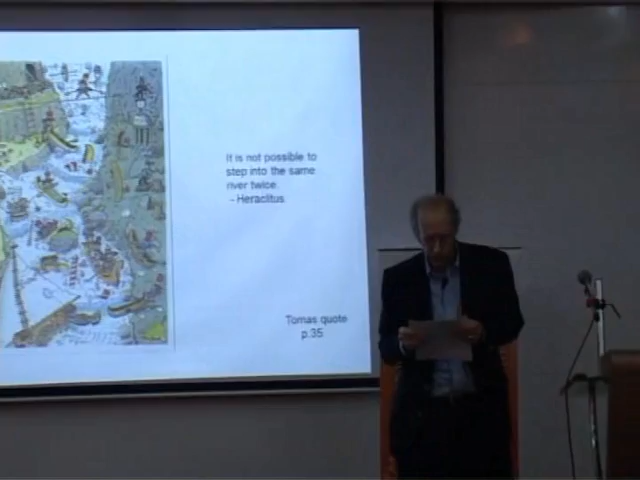 It is not possible to
step into the same
river twice.
- Heraclitus
Tomas quote
p.35